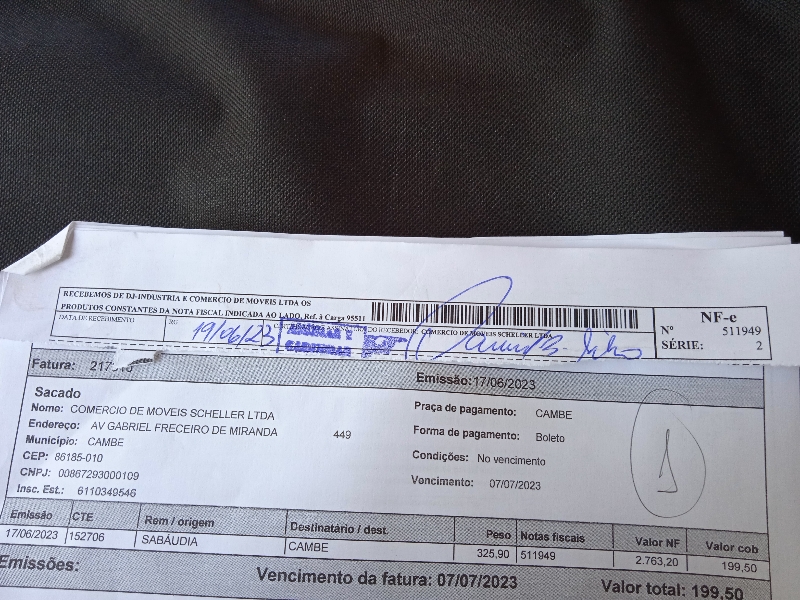 RECEBEMOS DE DJ-INDUSTRIA E COMERCIO DE MOVEIS LTDA OS
PRODUTOS CONSTANTES DA NOTA FISCAL INDICADA AO LADO, Ref. à Carga 95511
DATA DE RECEBIMENTO
RG
COMERCIO DE MOVEIS SCHELLER LTDA
19/06/23
NF-e
Nº 511949
SÉRIE: 2
Fatura:
Emissão: 17/06/2023
Sacado
Nome: COMERCIO DE MOVEIS SCHELLER LTDA
Endereço: AV GABRIEL FRECEIRO DE MIRANDA 449
Município: CAMBE
CEP: 86185-010
CNPJ: 00867293000109
Insc. Est.: 6110349546
Praça de pagamento: CAMBE
Forma de pagamento: Boleto
Condições: No vencimento
Vencimento: 07/07/2023
1
Emissão CTE Rem / origem Destinatário / dest. Peso Notas fiscais Valor NF Valor cob
17/06/2023 152706 SABÁUDIA CAMBE 325,90 511949 2.763,20 199,50
Emissões: Vencimento da fatura: 07/07/2023 Valor total: 199,50